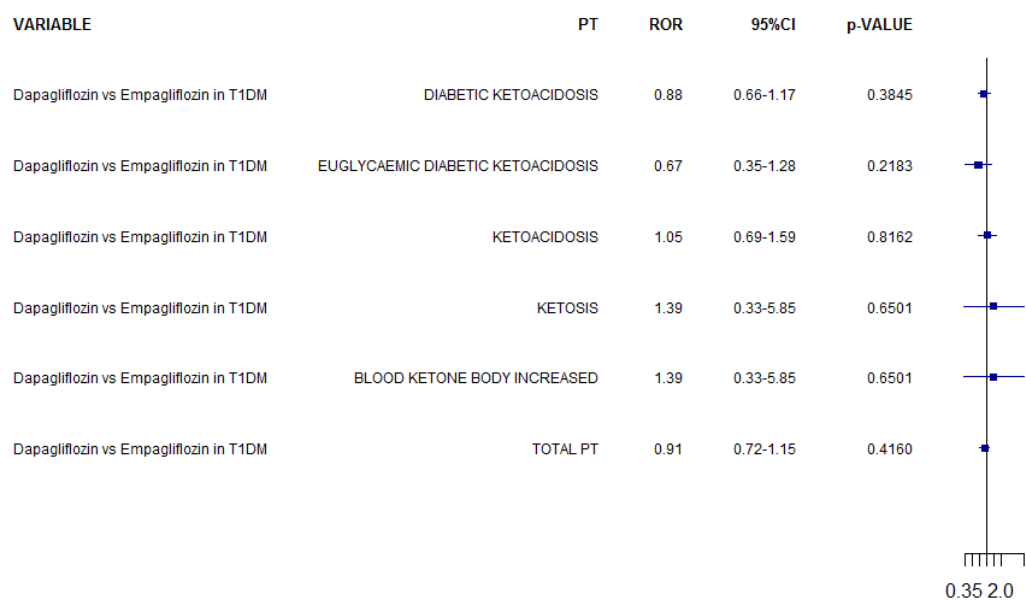 VARIABLE PT ROR 95%CI p-VALUE
Dapagliflozin vs Empagliflozin in T1DM DIABETIC KETOACIDOSIS 0.88 0.66-1.17 0.3845
Dapagliflozin vs Empagliflozin in T1DM EUGLYCAEMIC DIABETIC KETOACIDOSIS 0.67 0.35-1.28 0.2183
Dapagliflozin vs Empagliflozin in T1DM KETOACIDOSIS 1.05 0.69-1.59 0.8162
Dapagliflozin vs Empagliflozin in T1DM KETOSIS 1.39 0.33-5.85 0.6501
Dapagliflozin vs Empagliflozin in T1DM BLOOD KETONE BODY INCREASED 1.39 0.33-5.85 0.6501
Dapagliflozin vs Empagliflozin in T1DM TOTAL PT 0.91 0.72-1.15 0.4160
0.35 2.0